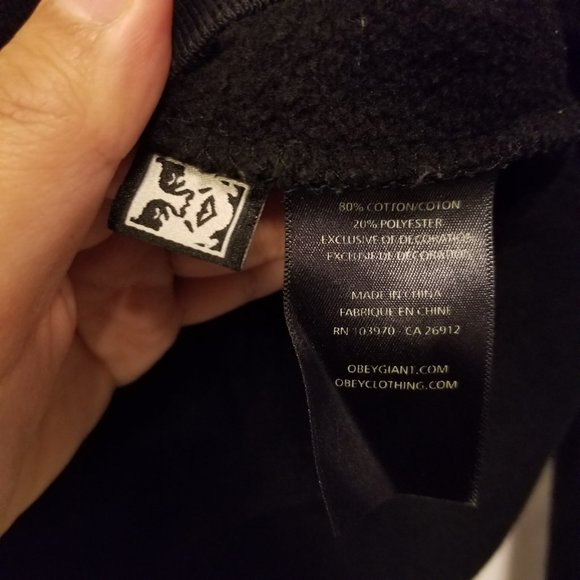 80% COTTON/COTON
20% POLYESTER
EXCLUSIVE OF DECORATION
EXCLUSIVE DE DECORATION
MADE IN CHINA
FABRIQUE EN CHINE
RN 103970 - CA 26912
OBEYGIANT.COM
OBEYCLOTHING.COM